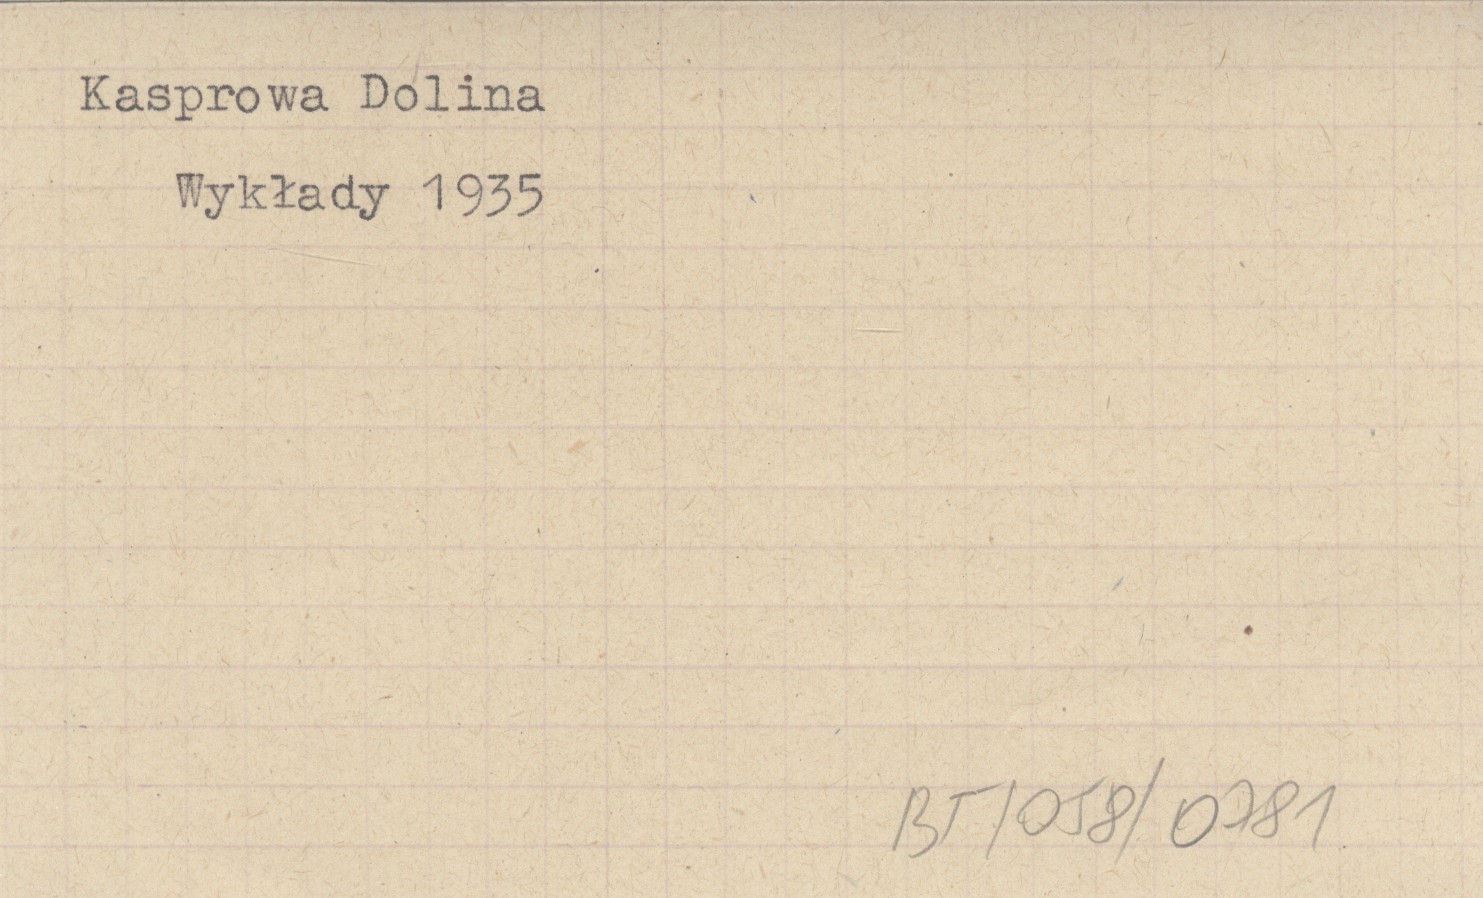 Kasprowa Dolina
Wykłady 1935
BT/058/0781